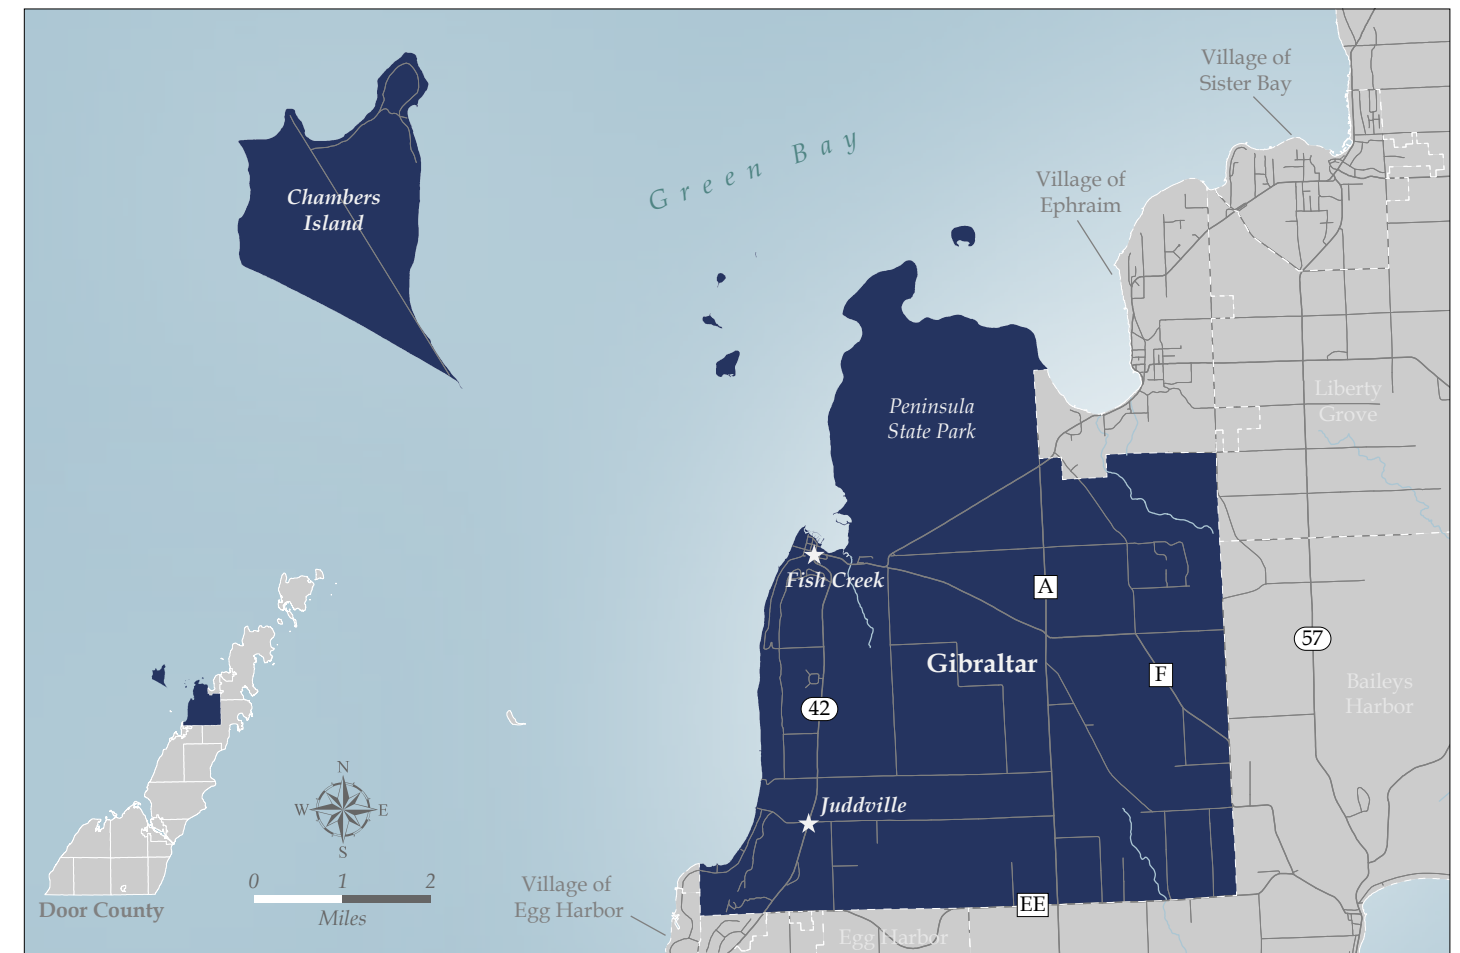 Village of
Sister Bay
Green Bay
Village of
Ephraim
Chambers
Island
Peninsula
State Park
Liberty
Grove
Fish Creek
A
57
Gibraltar
F
Baileys
Harbor
42
N
W
E
S
Juddville
0 1 2
Miles
Door County
Village of
Egg Harbor
EE
Egg Harbor